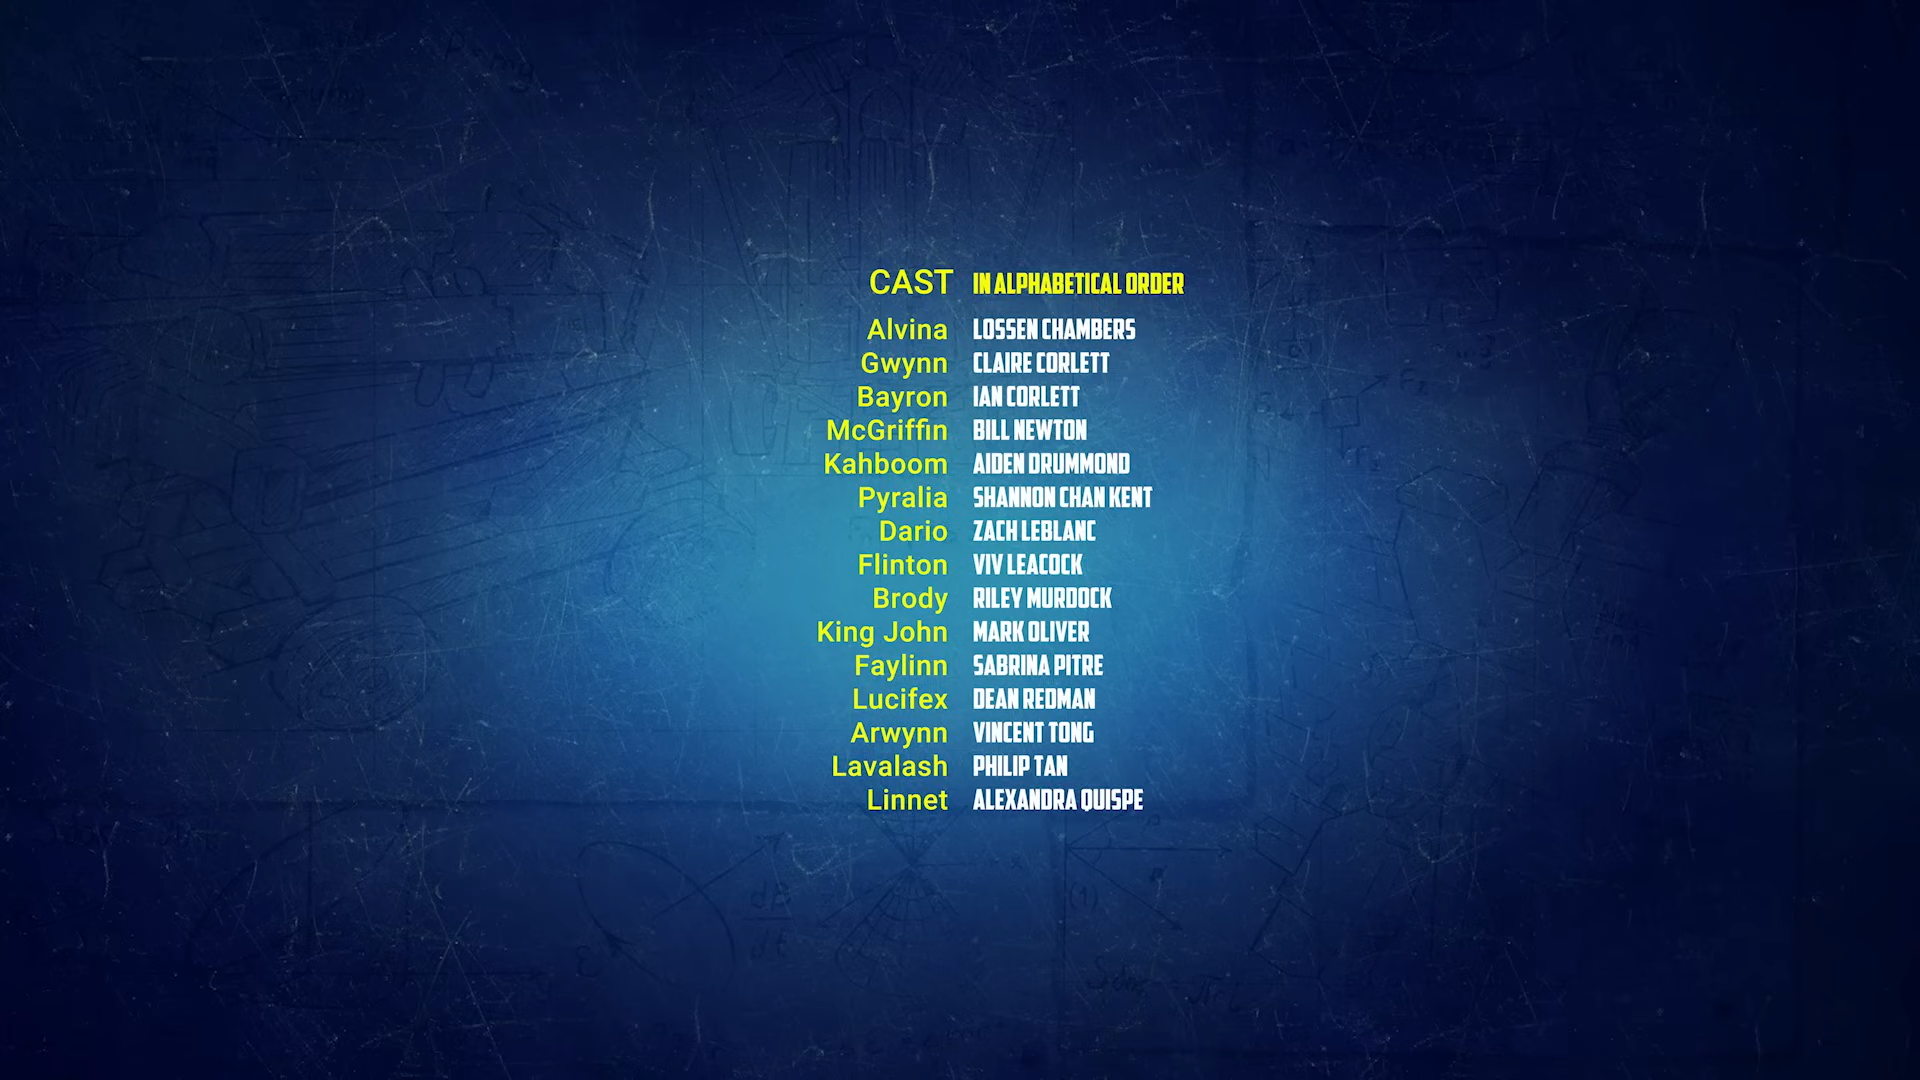 CAST IN ALPHABETICAL ORDER
Alvina LOSSEN CHAMBERS
Gwynn CLAIRE CORLETT
Bayron IAN CORLETT
McGriffin BILL NEWTON
Kahboom AIDEN DRUMMOND
Pyralia SHANNON CHAN KENT
Dario ZACH LEBLANC
Flinton VIV LEACOCK
Brody RILEY MURDOCK
King John MARK OLIVER
Faylinn SABRINA PITRE
Lucifex DEAN REDMAN
Arwynn VINCENT TONG
Lavalash PHILIP TAN
Linnet ALEXANDRA QUISPE